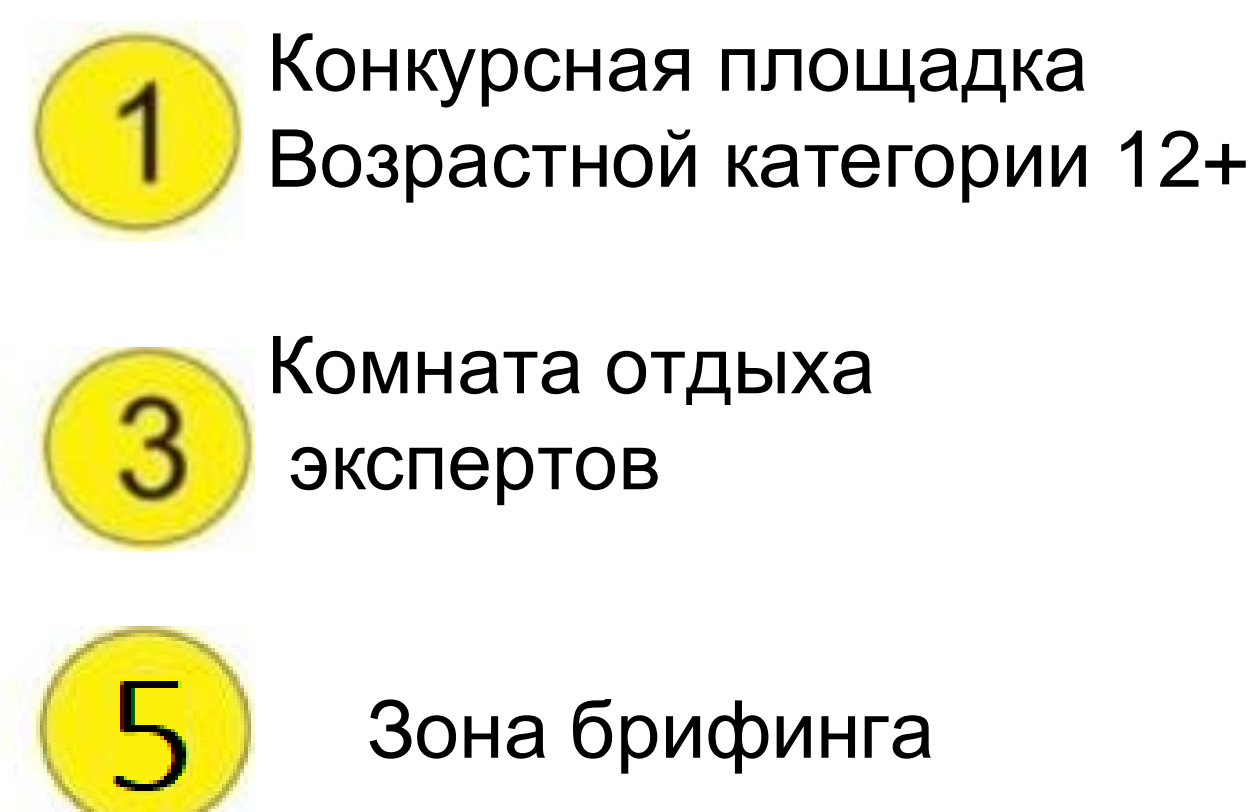 1
Конкурсная площадка
Возрастной категории 12+
3
Комната отдыха
экспертов
5
Зона брифинга